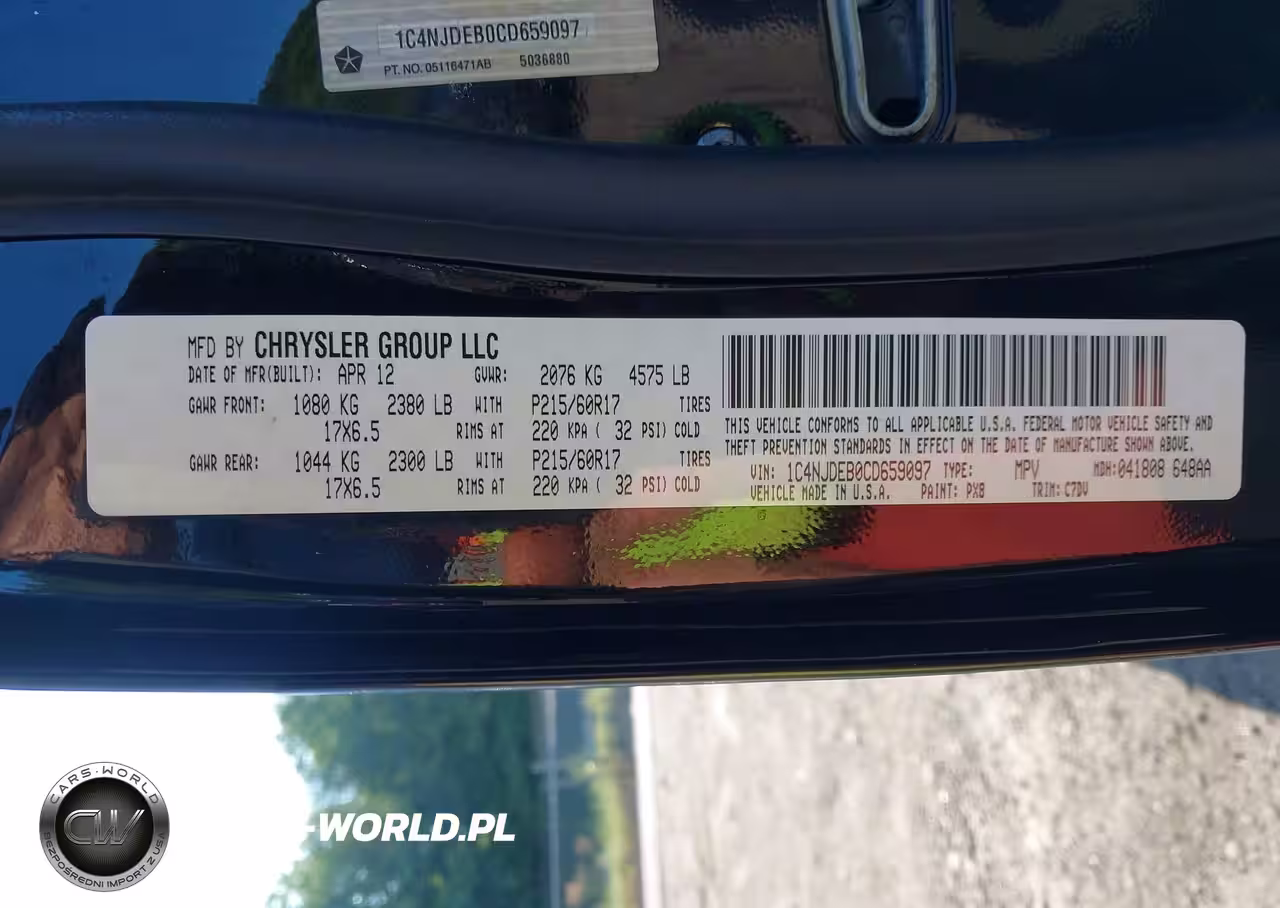 1C4NJDEB0CD659097
PT. NO. 05116471AB 5036880
MFD BY CHRYSLER GROUP LLC
DATE OF MFR(BUILT): APR 12 GVWR: 2076 KG 4575 LB
GAWR FRONT: 1080 KG 2380 LB WITH P215/60R17 TIRES
17X6.5 RIMS AT 220 KPA ( 32 PSI) COLD
GAWR REAR: 1044 KG 2300 LB WITH P215/60R17 TIRES
17X6.5 RIMS AT 220 KPA ( 32 PSI) COLD
THIS VEHICLE CONFORMS TO ALL APPLICABLE U.S.A. FEDERAL MOTOR VEHICLE SAFETY AND
THEFT PREVENTION STANDARDS IN EFFECT ON THE DATE OF MANUFACTURE SHOWN ABOVE.
VIN: 1C4NJDEB0CD659097 TYPE: MPV MDH:041808 648AA
VEHICLE MADE IN U.S.A. PAINT: PX8 TRIM: C7DV
CARS-WORLD
CW
BEZPOŚREDNI IMPORT Z USA
-WORLD.PL